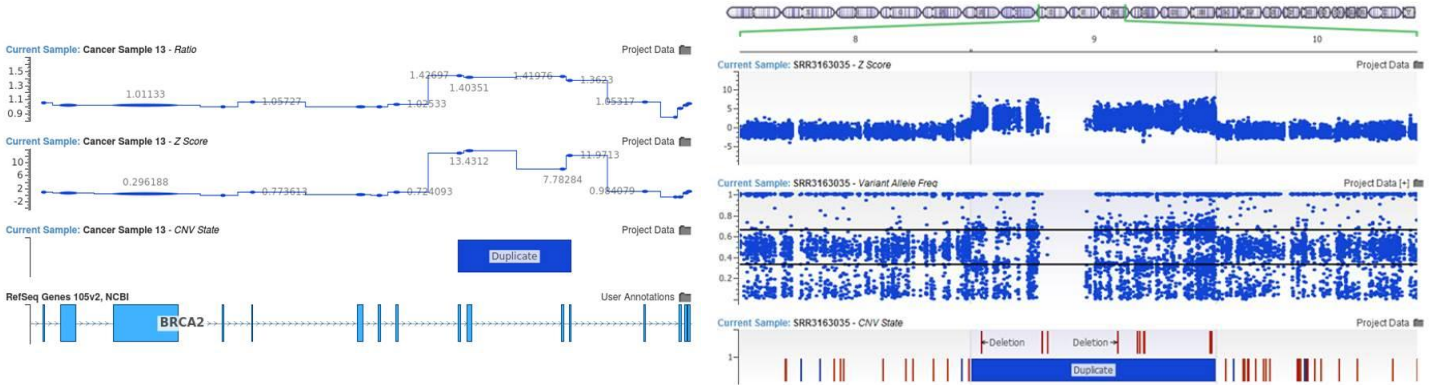 Current Sample: Cancer Sample 13 - Ratio Project Data
1.5
1.3
1.1
0.9
1.01133
1.05727
1.02533
1.42697
1.40351
1.41976
1.3623
1.05317
Current Sample: Cancer Sample 13 - Z Score Project Data
10
6
2
-2
0.296188
0.773613
0.724093
13.4312
7.78284
11.9713
0.984079
Current Sample: Cancer Sample 13 - CNV State Project Data
Duplicate
RefSeq Genes 105v2, NCBI User Annotations
BRCA2
8 9 10
Current Sample: SRR3163035 - Z Score Project Data
10
5
0
-5
Current Sample: SRR3163035 - Variant Allele Freq Project Data [+]
1
0.8
0.6
0.4
0.2
Current Sample: SRR3163035 - CNV State Project Data
Deletion Deletion
1
Duplicate